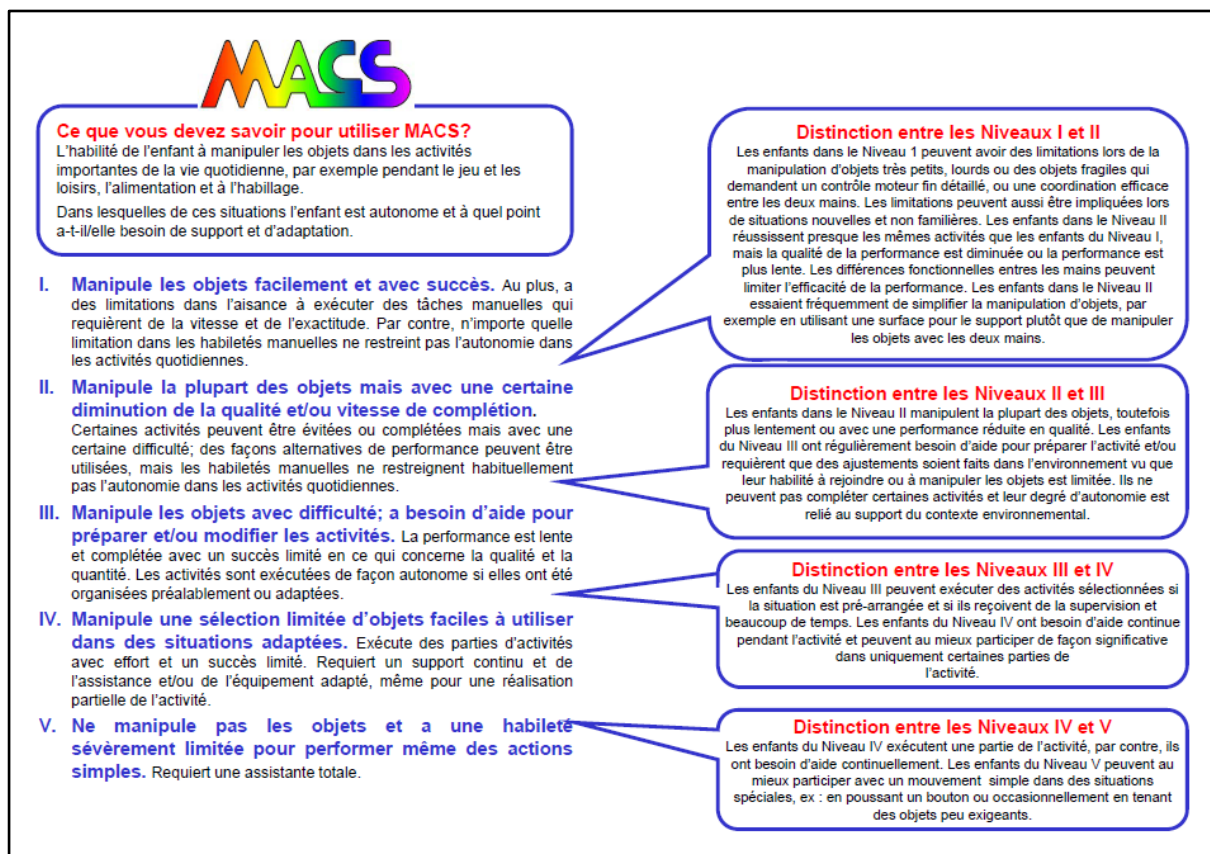 MACS
Ce que vous devez savoir pour utiliser MACS?
L'habilité de l'enfant à manipuler les objets dans les activités
importantes de la vie quotidienne, par exemple pendant le jeu et les
loisirs, l'alimentation et à l'habillage.
Dans lesquelles de ces situations l'enfant est autonome et à quel point
a-t-il/elle besoin de support et d'adaptation.
I. Manipule les objets facilement et avec succès. Au plus, a
des limitations dans l'aisance à exécuter des tâches manuelles qui
requièrent de la vitesse et de l'exactitude. Par contre, n'importe quelle
limitation dans les habiletés manuelles ne restreint pas l'autonomie dans
les activités quotidiennes.
II. Manipule la plupart des objets mais avec une certaine
diminution de la qualité et/ou vitesse de complétion.
Certaines activités peuvent être évitées ou complétées mais avec une
certaine difficulté; des façons alternatives de performance peuvent être
utilisées, mais les habiletés manuelles ne restreignent habituellement
pas l'autonomie dans les activités quotidiennes.
III. Manipule les objets avec difficulté; a besoin d'aide pour
préparer et/ou modifier les activités. La performance est lente
et complétée avec un succès limité en ce qui concerne la qualité et la
quantité. Les activités sont exécutées de façon autonome si elles ont été
organisées préalablement ou adaptées.
IV. Manipule une sélection limitée d'objets faciles à utiliser
dans des situations adaptées. Exécute des parties d'activités
avec effort et un succès limité. Requiert un support continu et de
l'assistance et/ou de l'équipement adapté, même pour une réalisation
partielle de l'activité.
V. Ne manipule pas les objets et a une habileté
sévèrement limitée pour performer même des actions
simples. Requiert une assistante totale.
Distinction entre les Niveaux I et II
Les enfants dans le Niveau 1 peuvent avoir des limitations lors de la
manipulation d'objets très petits, lourds ou des objets fragiles qui
demandent un contrôle moteur fin détaillé, ou une coordination efficace
entre les deux mains. Les limitations peuvent aussi être impliquées lors
de situations nouvelles et non familières. Les enfants dans le Niveau II
réussissent presque les mêmes activités que les enfants du Niveau I,
mais la qualité de la performance est diminuée ou la performance est
plus lente. Les différences fonctionnelles entres les mains peuvent
limiter l'efficacité de la performance. Les enfants dans le Niveau II
essaient fréquemment de simplifier la manipulation d'objets, par
exemple en utilisant une surface pour le support plutôt que de manipuler
les objets avec les deux mains.
Distinction entre les Niveaux II et III
Les enfants dans le Niveau II manipulent la plupart des objets, toutefois
plus lentement ou avec une performance réduite en qualité. Les enfants
du Niveau III ont régulièrement besoin d'aide pour préparer l'activité et/ou
requièrent que des ajustements soient faits dans l'environnement vu que
leur habilité à rejoindre ou à manipuler les objets est limitée. Ils ne
peuvent pas compléter certaines activités et leur degré d'autonomie est
relié au support du contexte environnemental.
Distinction entre les Niveaux III et IV
Les enfants du Niveau III peuvent exécuter des activités sélectionnées si
la situation est pré-arrangée et si ils reçoivent de la supervision et
beaucoup de temps. Les enfants du Niveau IV ont besoin d'aide continue
pendant l'activité et peuvent au mieux participer de façon significative
dans uniquement certaines parties de
l'activité.
Distinction entre les Niveaux IV et V
Les enfants du Niveau IV exécutent une partie de l'activité, par contre, ils
ont besoin d'aide continuellement. Les enfants du Niveau V peuvent au
mieux participer avec un mouvement simple dans des situations
spéciales, ex : en poussant un bouton ou occasionnellement en tenant
des objets peu exigeants.